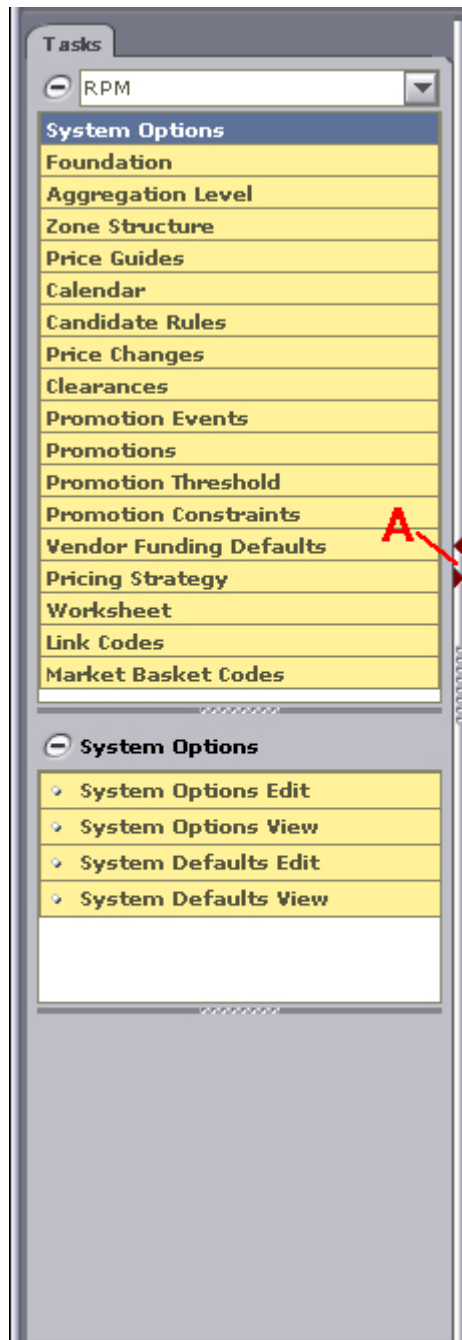 Tasks
RPM
System Options
Foundation
Aggregation Level
Zone Structure
Price Guides
Calendar
Candidate Rules
Price Changes
Clearances
Promotion Events
Promotions
Promotion Threshold
Promotion Constraints
A
Vendor Funding Defaults
Pricing Strategy
Worksheet
Link Codes
Market Basket Codes
System Options
System Options Edit
System Options View
System Defaults Edit
System Defaults View